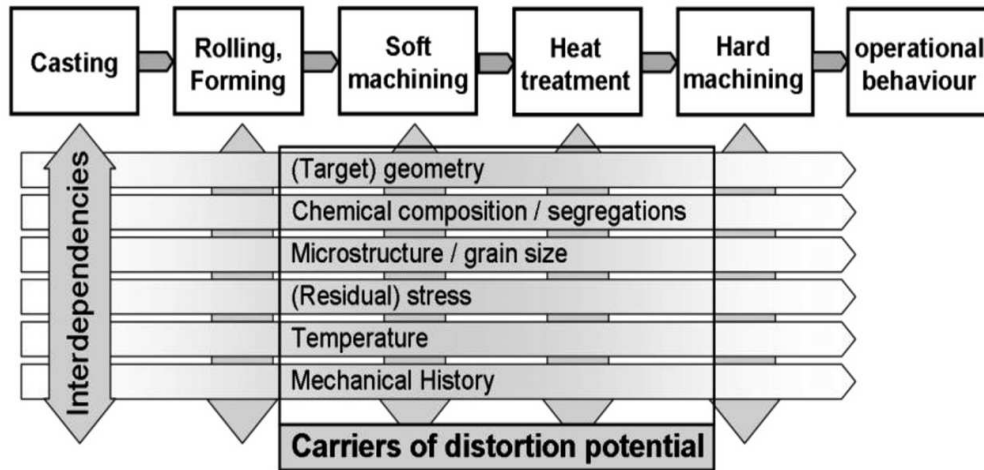 Casting
Rolling,
Forming
Soft
machining
Heat
treatment
Hard
machining
operational
behaviour
Interdependencies
(Target) geometry
Chemical composition / segregations
Microstructure / grain size
(Residual) stress
Temperature
Mechanical History
Carriers of distortion potential